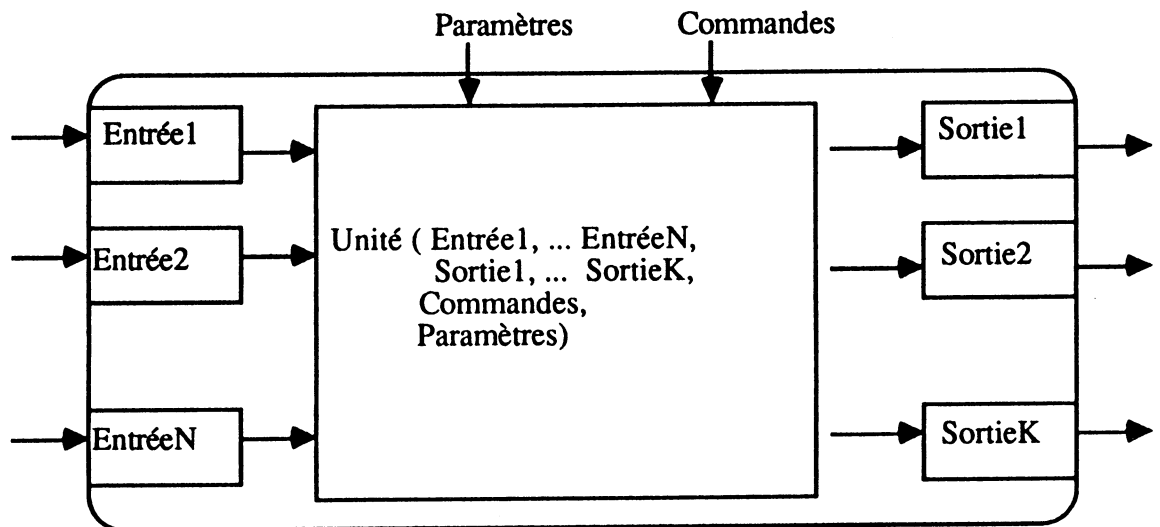 Paramètres
Commandes
Entrée1
Entrée2
EntréeN
Unité ( Entrée1, ... EntréeN,
Sortie1, ... SortieK,
Commandes,
Paramètres)
Sortie1
Sortie2
SortieK